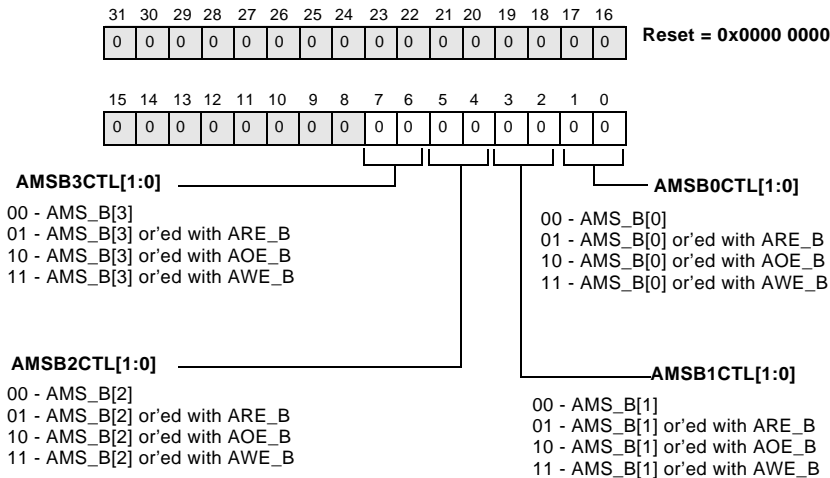 31 30 29 28 27 26 25 24 23 22 21 20 19 18 17 16
0 0 0 0 0 0 0 0 0 0 0 0 0 0 0 0
Reset = 0x0000 0000
15 14 13 12 11 10 9 8 7 6 5 4 3 2 1 0
0 0 0 0 0 0 0 0 0 0 0 0 0 0 0 0
AMSB3CTL[1:0]
00 - AMS_B[3]
01 - AMS_B[3] or’ed with ARE_B
10 - AMS_B[3] or’ed with AOE_B
11 - AMS_B[3] or’ed with AWE_B
AMSB0CTL[1:0]
00 - AMS_B[0]
01 - AMS_B[0] or’ed with ARE_B
10 - AMS_B[0] or’ed with AOE_B
11 - AMS_B[0] or’ed with AWE_B
AMSB2CTL[1:0]
00 - AMS_B[2]
01 - AMS_B[2] or’ed with ARE_B
10 - AMS_B[2] or’ed with AOE_B
11 - AMS_B[2] or’ed with AWE_B
AMSB1CTL[1:0]
00 - AMS_B[1]
01 - AMS_B[1] or’ed with ARE_B
10 - AMS_B[1] or’ed with AOE_B
11 - AMS_B[1] or’ed with AWE_B